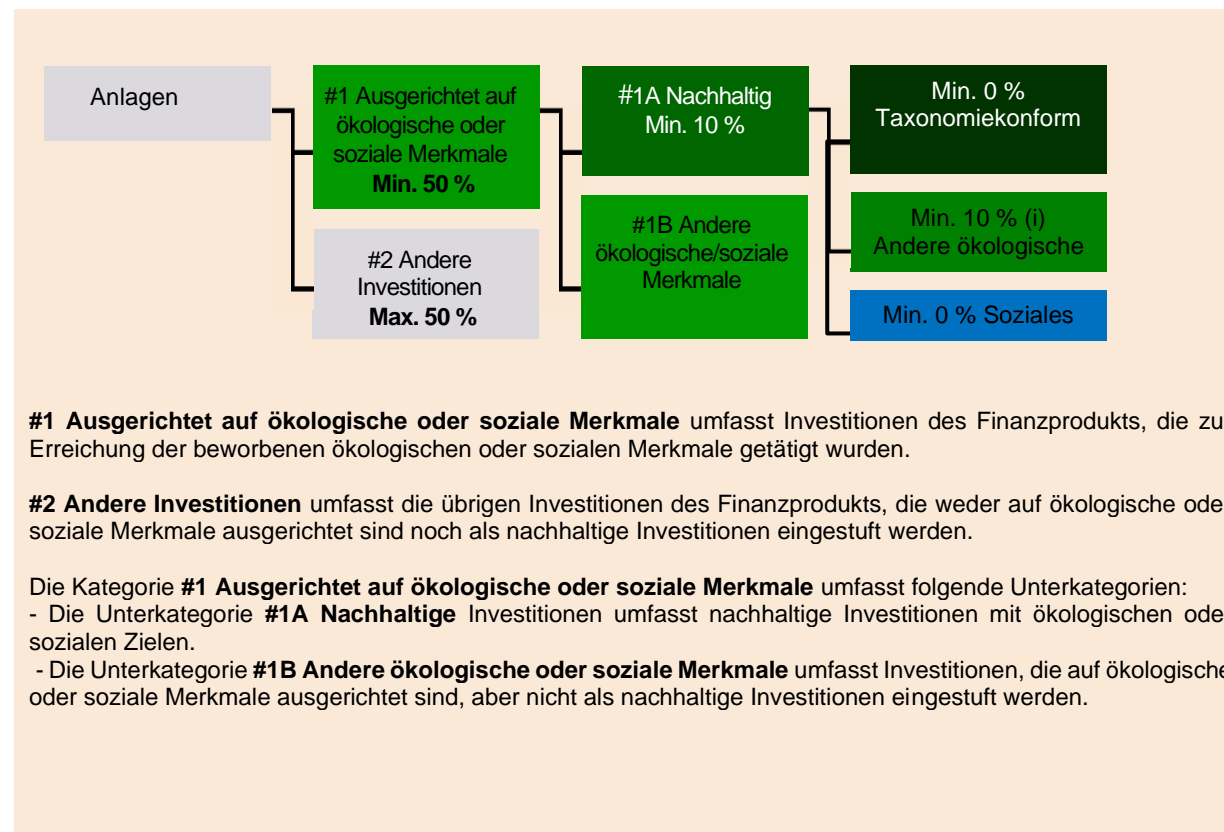 Anlagen
#1 Ausgerichtet auf
ökologische oder
soziale Merkmale
Min. 50 %
#2 Andere
Investitionen
Max. 50 %
#1A Nachhaltig
Min. 10 %
#1B Andere
ökologische/soziale
Merkmale
Min. 0 %
Taxonomiekonform
Min. 10 % (i)
Andere ökologische
Min. 0 % Soziales
#1 Ausgerichtet auf ökologische oder soziale Merkmale umfasst Investitionen des Finanzprodukts, die zu
Erreichung der beworbenen ökologischen oder sozialen Merkmale getätigt wurden.
#2 Andere Investitionen umfasst die übrigen Investitionen des Finanzprodukts, die weder auf ökologische ode
soziale Merkmale ausgerichtet sind noch als nachhaltige Investitionen eingestuft werden.
Die Kategorie #1 Ausgerichtet auf ökologische oder soziale Merkmale umfasst folgende Unterkategorien:
- Die Unterkategorie #1A Nachhaltige Investitionen umfasst nachhaltige Investitionen mit ökologischen ode
sozialen Zielen.
- Die Unterkategorie #1B Andere ökologische oder soziale Merkmale umfasst Investitionen, die auf ökologische
oder soziale Merkmale ausgerichtet sind, aber nicht als nachhaltige Investitionen eingestuft werden.